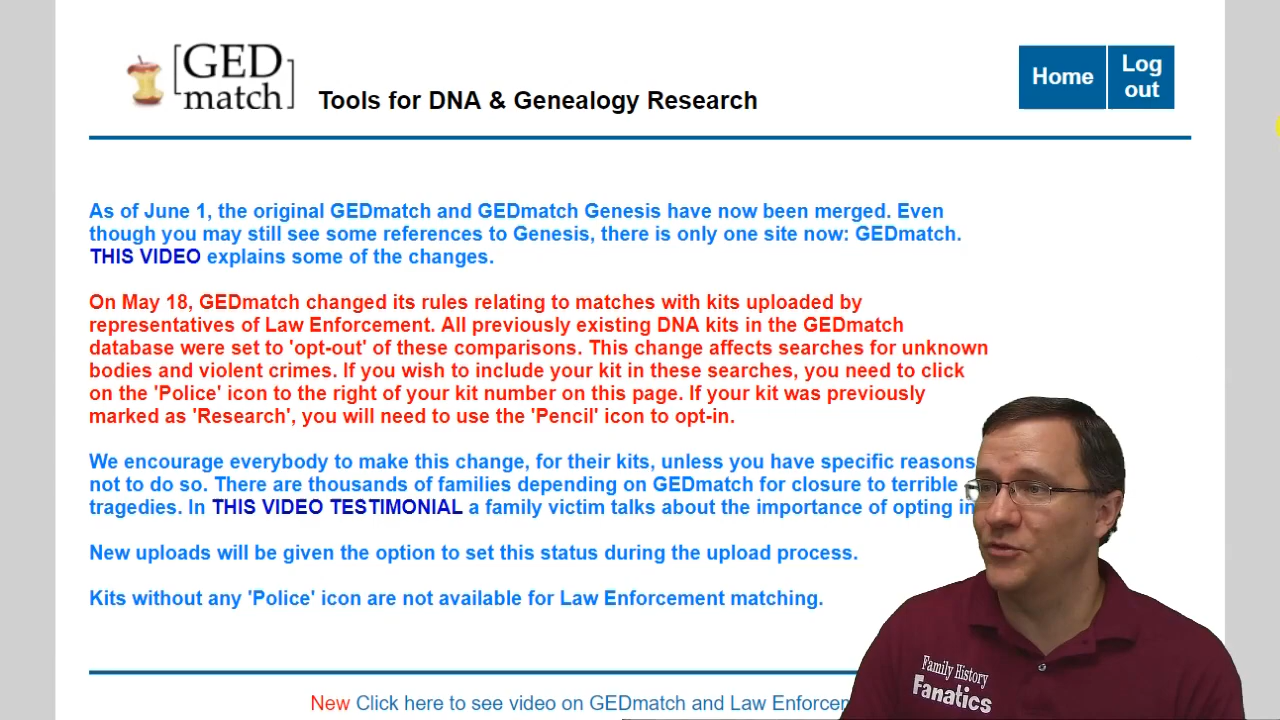 [GED
match]
Tools for DNA & Genealogy Research
Home
Log
out
As of June 1, the original GEDmatch and GEDmatch Genesis have now been merged. Even
though you may still see some references to Genesis, there is only one site now: GEDmatch.
THIS VIDEO explains some of the changes.
On May 18, GEDmatch changed its rules relating to matches with kits uploaded by
representatives of Law Enforcement. All previously existing DNA kits in the GEDmatch
database were set to 'opt-out' of these comparisons. This change affects searches for unknown
bodies and violent crimes. If you wish to include your kit in these searches, you need to click
on the 'Police' icon to the right of your kit number on this page. If your kit was previously
marked as 'Research', you will need to use the 'Pencil' icon to opt-in.
We encourage everybody to make this change, for their kits, unless you have specific reasons
not to do so. There are thousands of families depending on GEDmatch for closure to terrible
tragedies. In THIS VIDEO TESTIMONIAL a family victim talks about the importance of opting in
New uploads will be given the option to set this status during the upload process.
Kits without any 'Police' icon are not available for Law Enforcement matching.
New Click here to see video on GEDmatch and Law
Family History
Fanatics